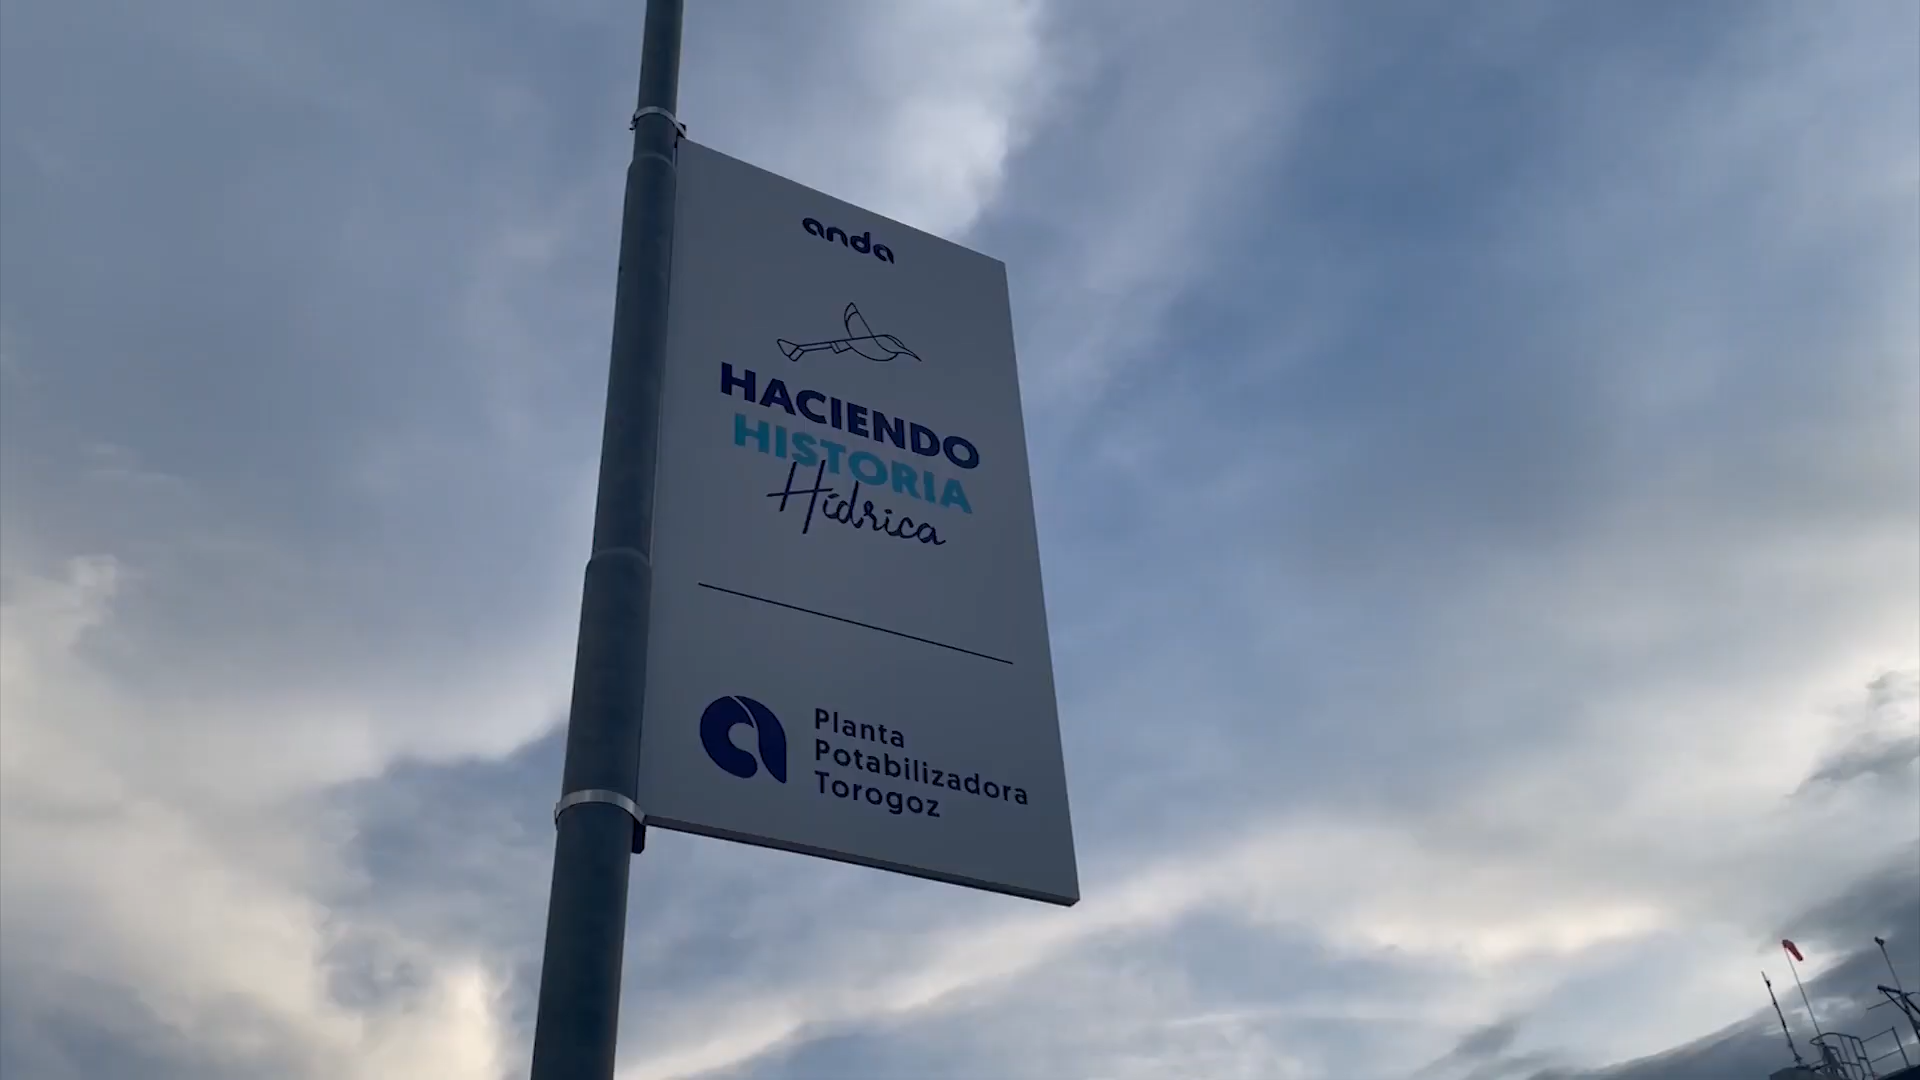 anda
HACIENDO
HISTORIA
Hídrica
Planta
Potabilizadora
Torogoz